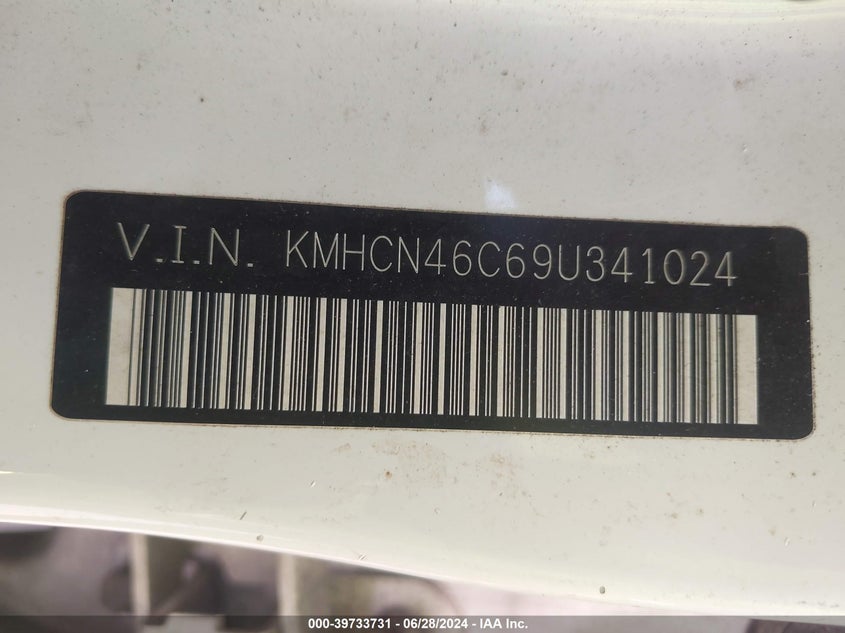 V.I.N. KMHCN46C69U341024
000-39733731 - 06/28/2024 - IAA Inc.